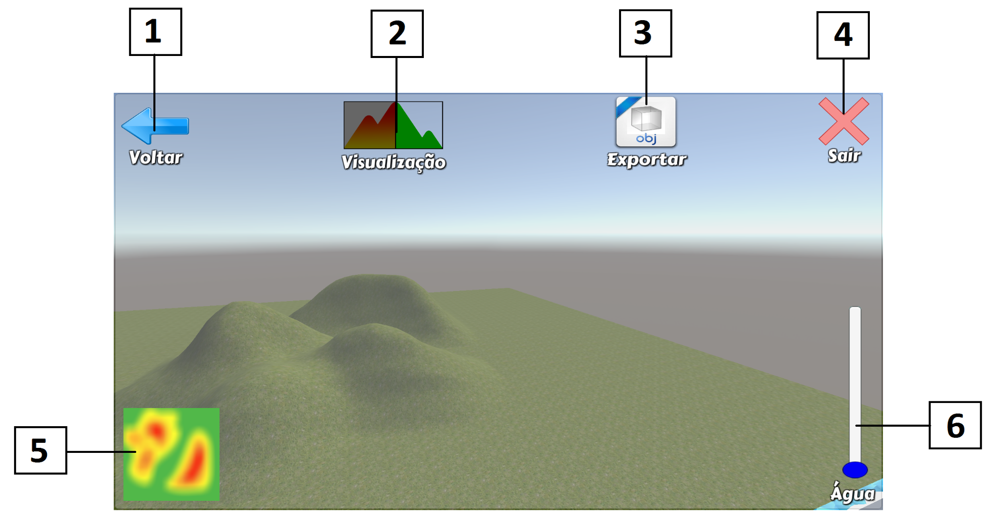 1
2
3
4
Voltar
Visualização
obj
Exportar
Sair
5
6
Água